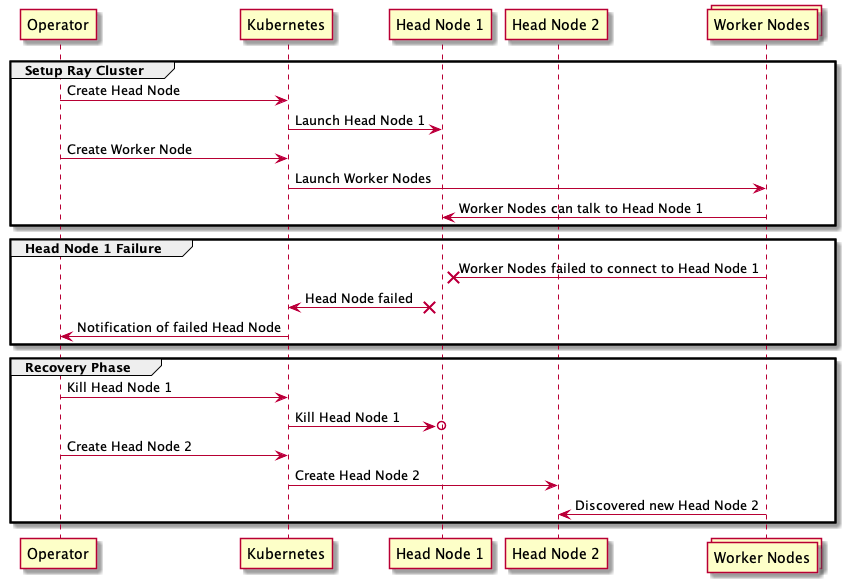 Operator
Kubernetes
Head Node 1
Head Node 2
Worker Nodes
Setup Ray Cluster
Create Head Node
Launch Head Node 1
Create Worker Node
Launch Worker Nodes
Worker Nodes can talk to Head Node 1
Head Node 1 Failure
Worker Nodes failed to connect to Head Node 1
Head Node failed
Notification of failed Head Node
Recovery Phase
Kill Head Node 1
Kill Head Node 1
Create Head Node 2
Create Head Node 2
Discovered new Head Node 2
Operator
Kubernetes
Head Node 1
Head Node 2
Worker Nodes